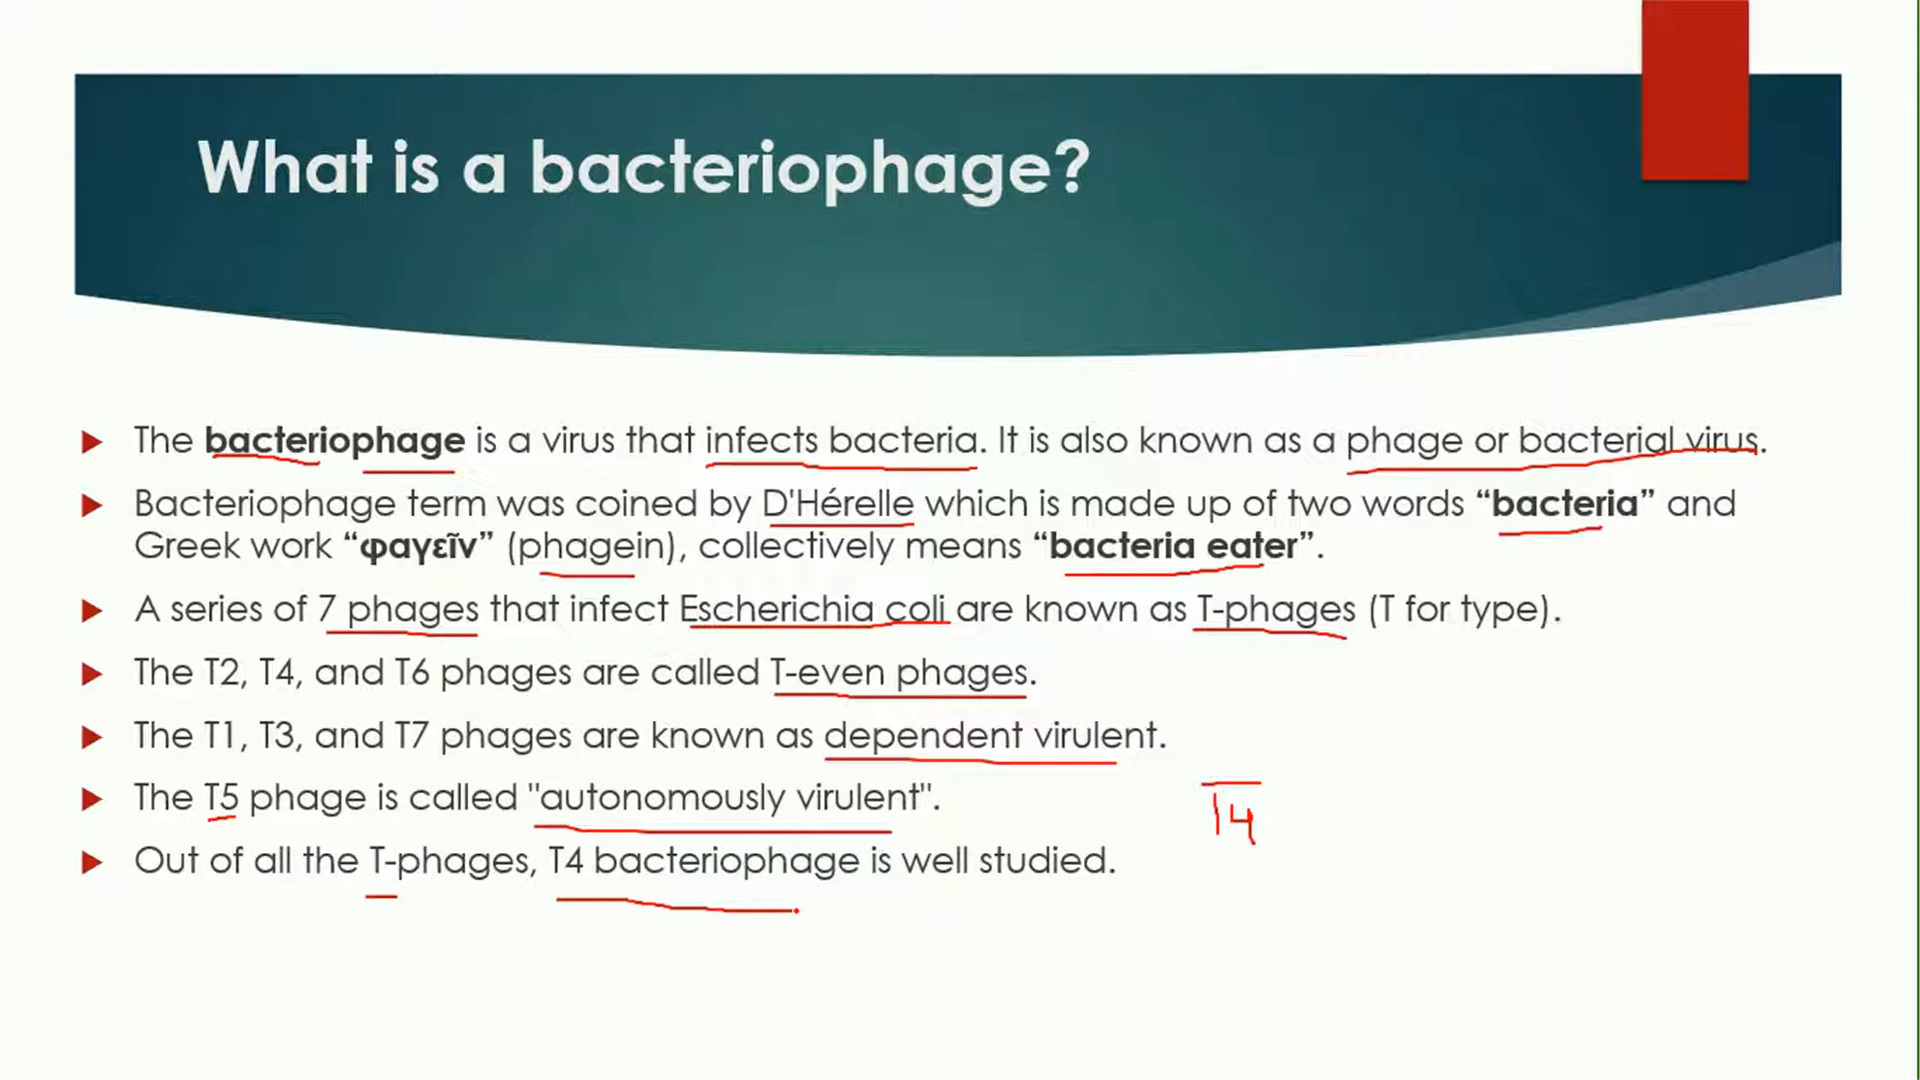 What is a bacteriophage?
The bacteriophage is a virus that infects bacteria. It is also known as a phage or bacterial virus.
Bacteriophage term was coined by D'Hérelle which is made up of two words “bacteria” and
Greek work “φαγεῖν” (phagein), collectively means “bacteria eater”.
A series of 7 phages that infect Escherichia coli are known as T-phages (T for type).
The T2, T4, and T6 phages are called T-even phages.
The T1, T3, and T7 phages are known as dependent virulent.
The T5 phage is called "autonomously virulent".
T4
Out of all the T-phages, T4 bacteriophage is well studied.